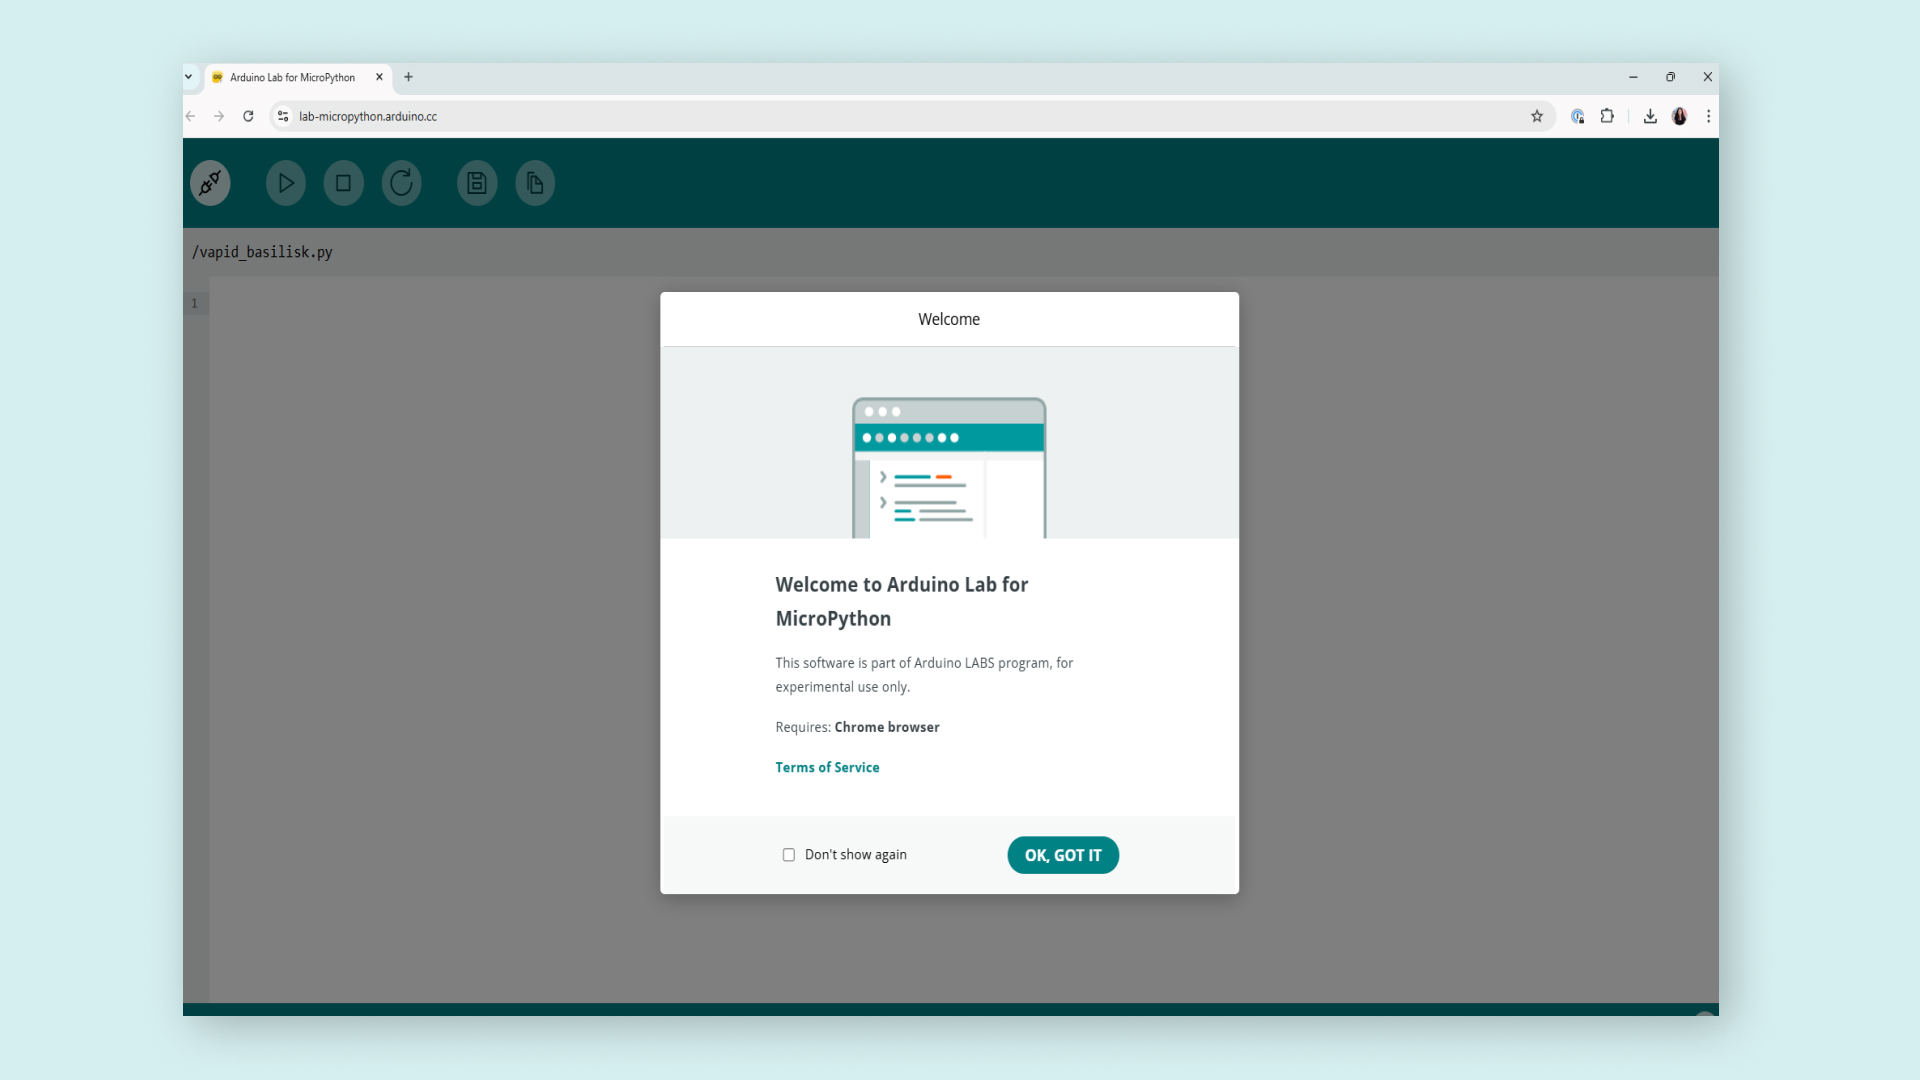 Arduino Lab for MicroPython
lab-micropython.arduino.cc
/vapid_basilisk.py
1
Welcome
Welcome to Arduino Lab for
MicroPython
This software is part of Arduino LABS program, for
experimental use only.
Requires: Chrome browser
Terms of Service
Don't show again
OK, GOT IT